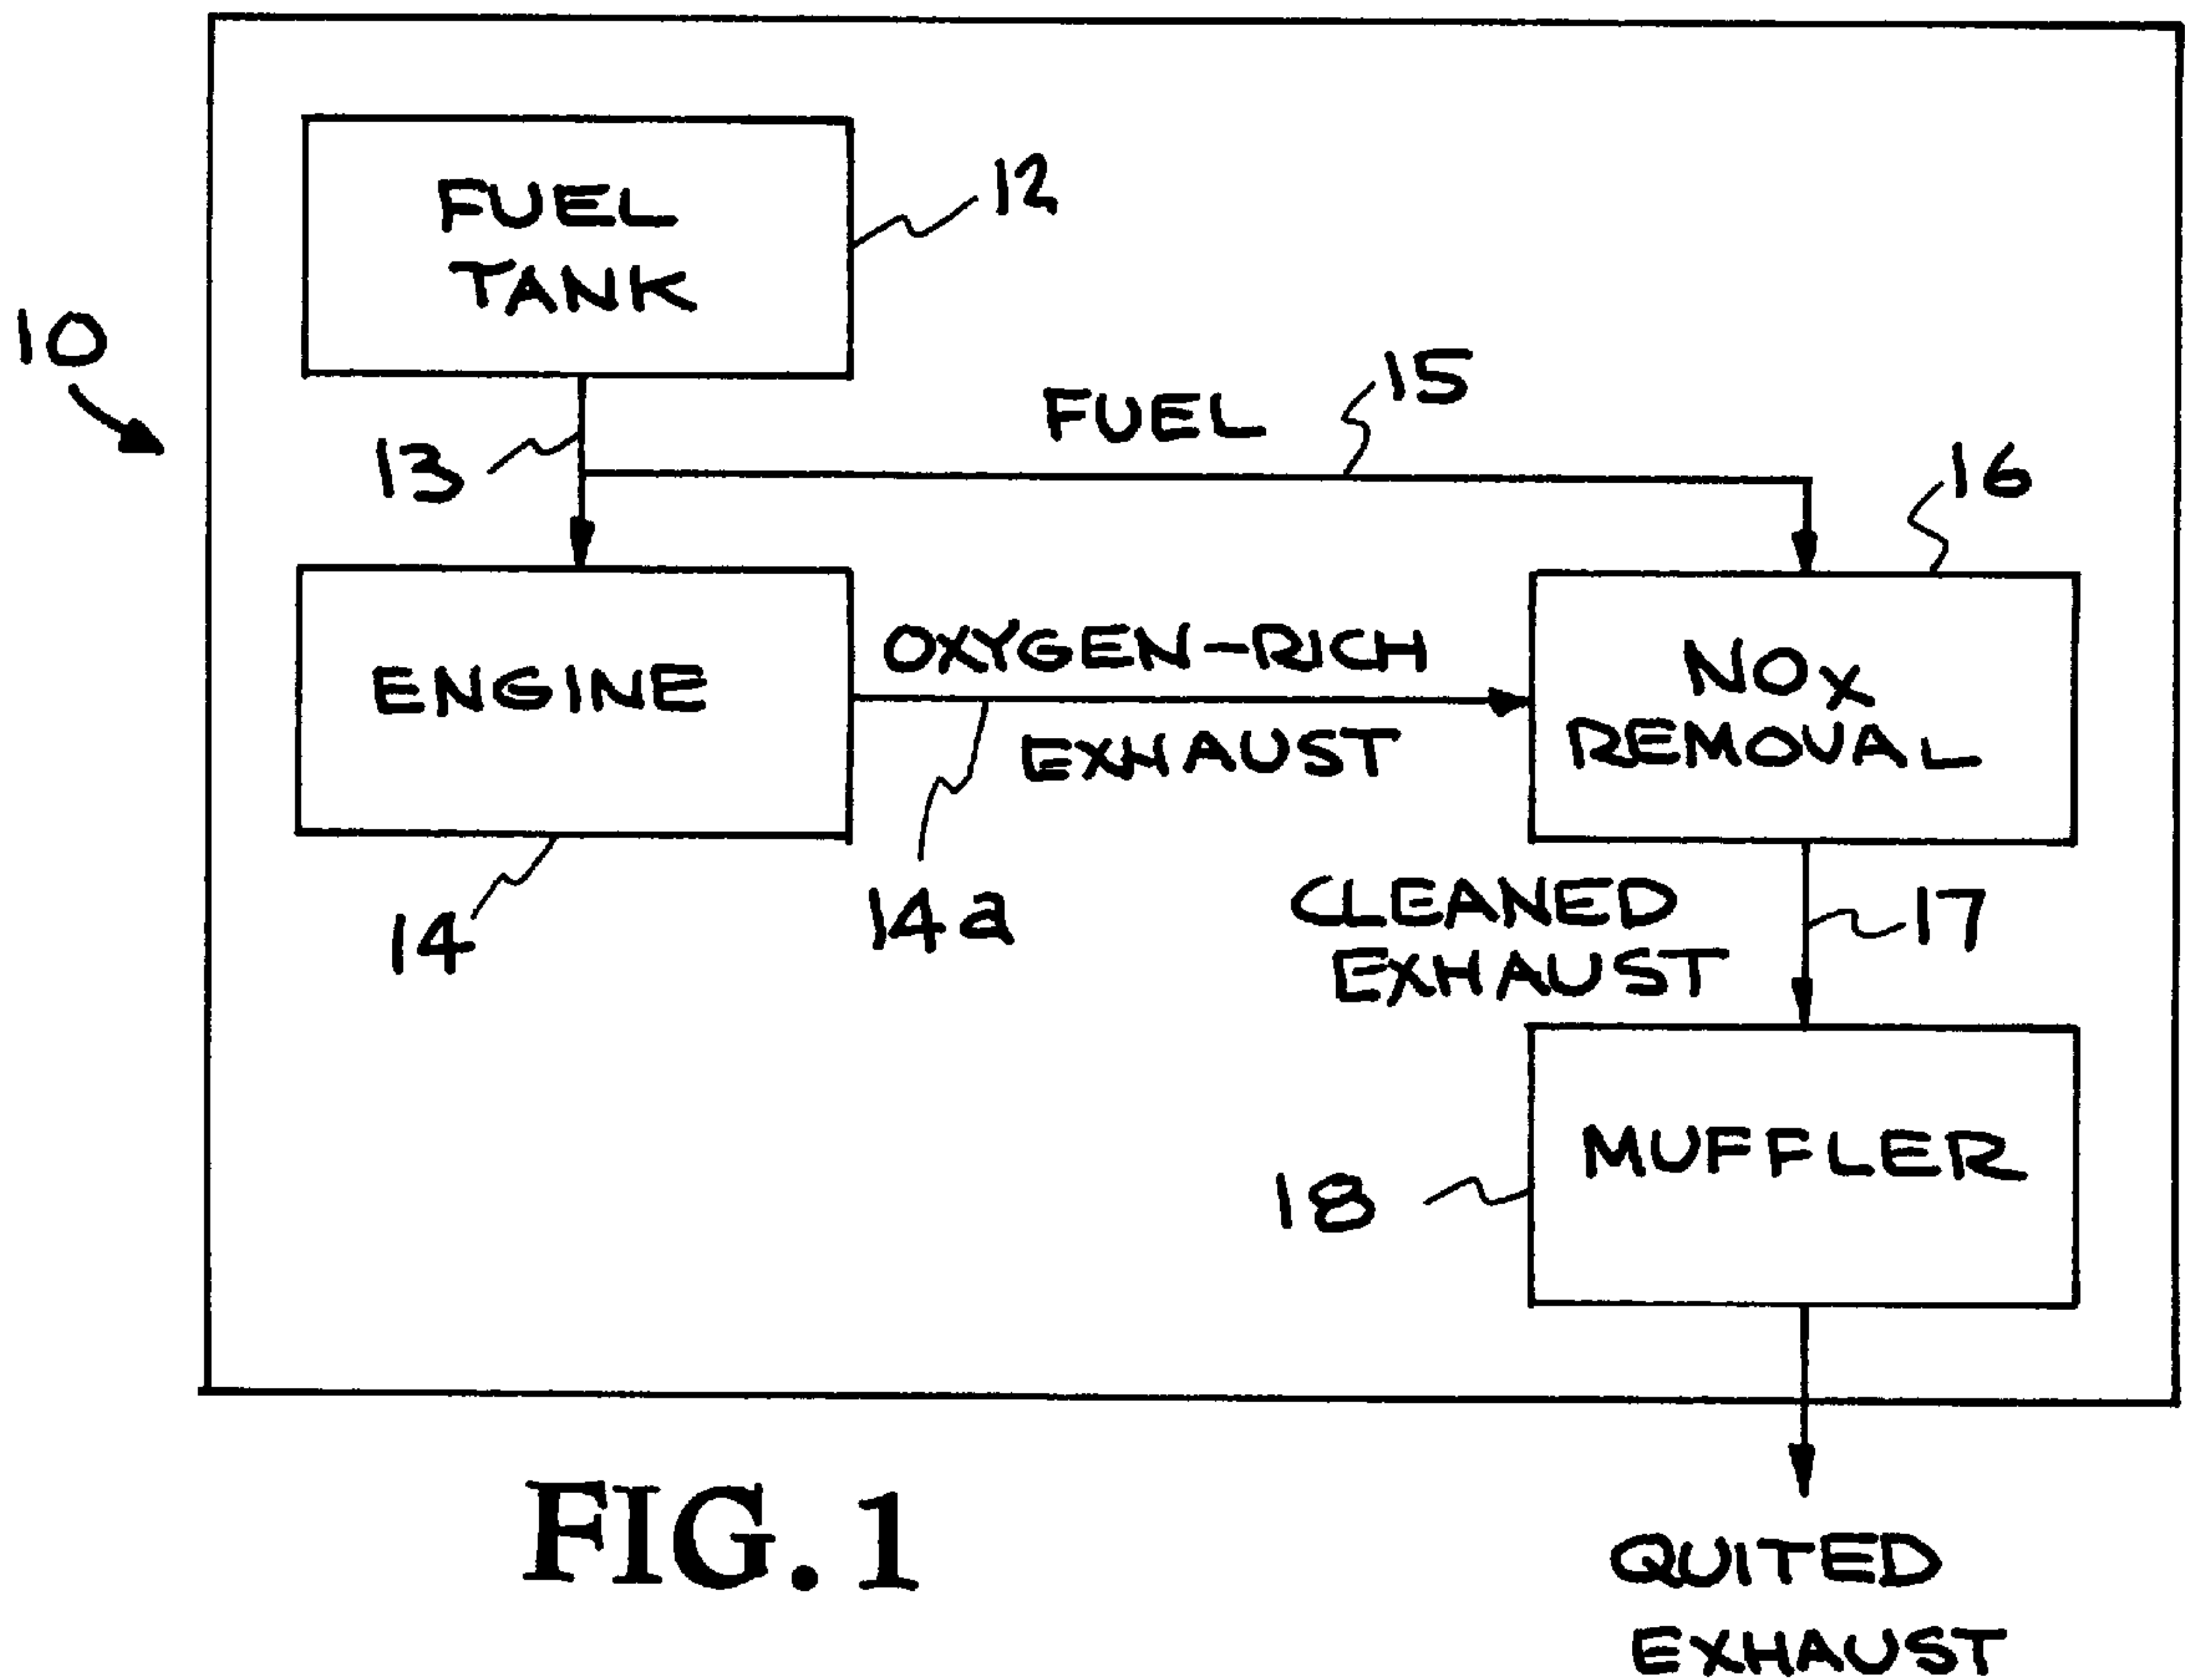 FUEL
TANK
12
10
13
FUEL
15
16
ENGINE
14
OXYGEN-RICH
EXHAUST
14a
NOX
REMOVAL
CLEANED
EXHAUST
17
MUFFLER
18
FIG. 1
QUITED
EXHAUST